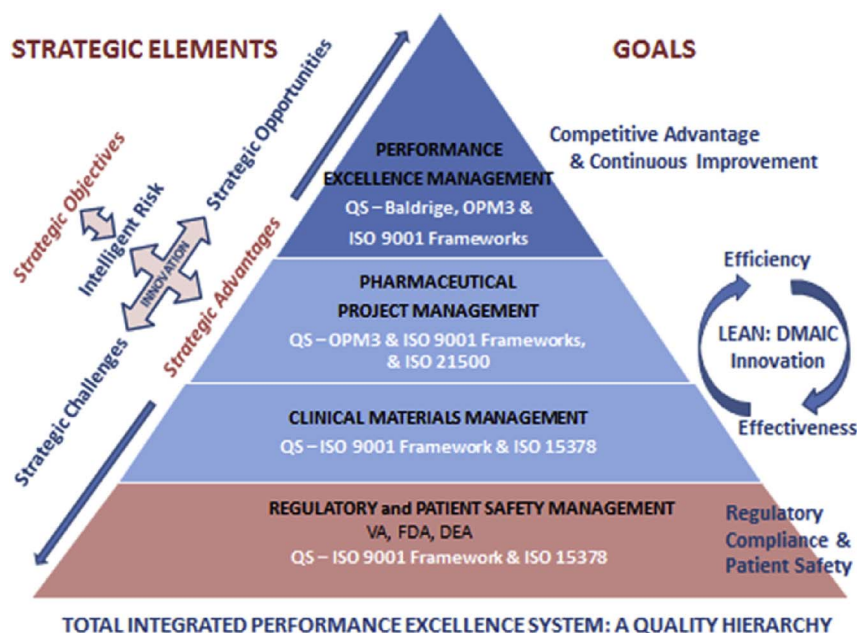 STRATEGIC ELEMENTS
GOALS
Strategic Objectives
Intelligent Risk
Strategic Opportunities
INNOVATION
Strategic Challenges
Strategic Advantages
PERFORMANCE
EXCELLENCE MANAGEMENT
QS – Baldrige, OPM3 &
ISO 9001 Frameworks
Competitive Advantage
& Continuous Improvement
PHARMACEUTICAL
PROJECT MANAGEMENT
QS – OPM3 & ISO 9001 Frameworks,
& ISO 21500
Efficiency
LEAN: DMAIC
Innovation
Effectiveness
CLINICAL MATERIALS MANAGEMENT
QS – ISO 9001 Framework & ISO 15378
REGULATORY and PATIENT SAFETY MANAGEMENT
VA, FDA, DEA
QS – ISO 9001 Framework & ISO 15378
Regulatory
Compliance &
Patient Safety
TOTAL INTEGRATED PERFORMANCE EXCELLENCE SYSTEM: A QUALITY HIERARCHY